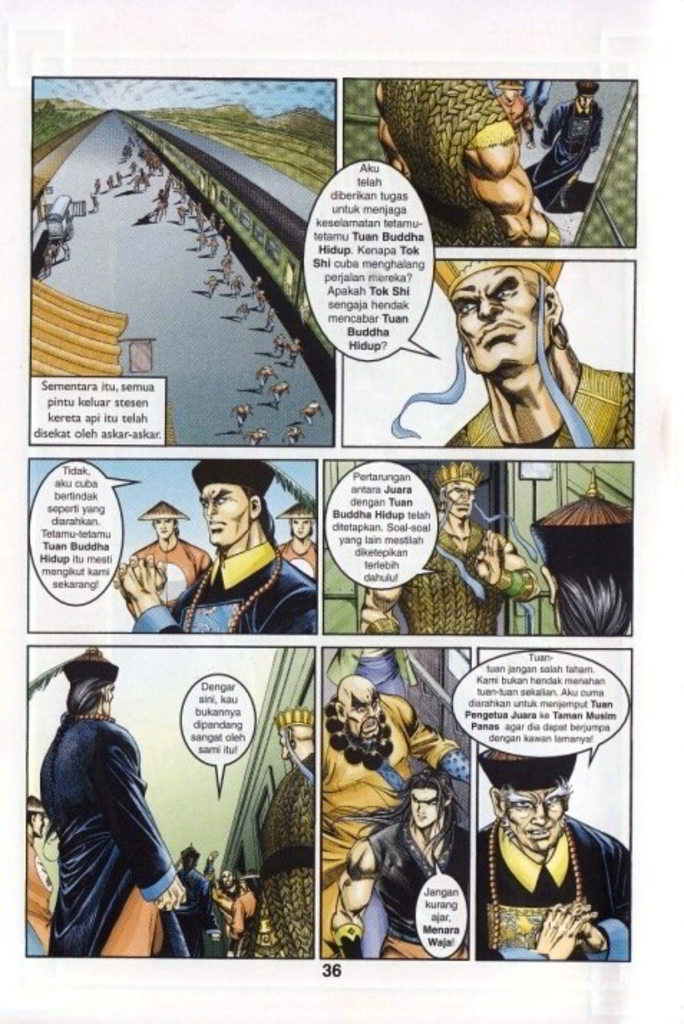 Aku
telah
diberikan tugas
untuk menjaga
keselamatan tetamu-
tetamu Tuan Buddha
Hidup. Kenapa Tok
Shi cuba menghalang
perjalan mereka?
Apakah Tok Shi
sengaja hendak
mencabar Tuan
Buddha
Hidup?
Sementara itu, semua
pintu keluar stesen
kereta api itu telah
disekat oleh askar-askar.
Tidak,
aku cuba
bertindak
seperti yang
diarahkan.
Tetamu-tetamu
Tuan Buddha
Hidup itu mesti
mengikut kami
sekarang!
Pertarungan
antara Juara
dengan Tuan
Buddha Hidup telah
ditetapkan. Soal-soal
yang lain mestilah
diketepikan
dahulu!
Dengar
sini, kau
bukannya
dipandang
sangat oleh
sami itu!
Tuan-
tuan jangan salah faham.
Kami bukan hendak menahan
tuan-tuan sekalian. Aku cuma
diarahkan untuk menjemput Tuan
Pengetua Juara ke Taman Musim
Panas agar dia dapat berjumpa
dengan kawan lamanya!
Jangan
kurang
ajar,
Menara
Waja!
36